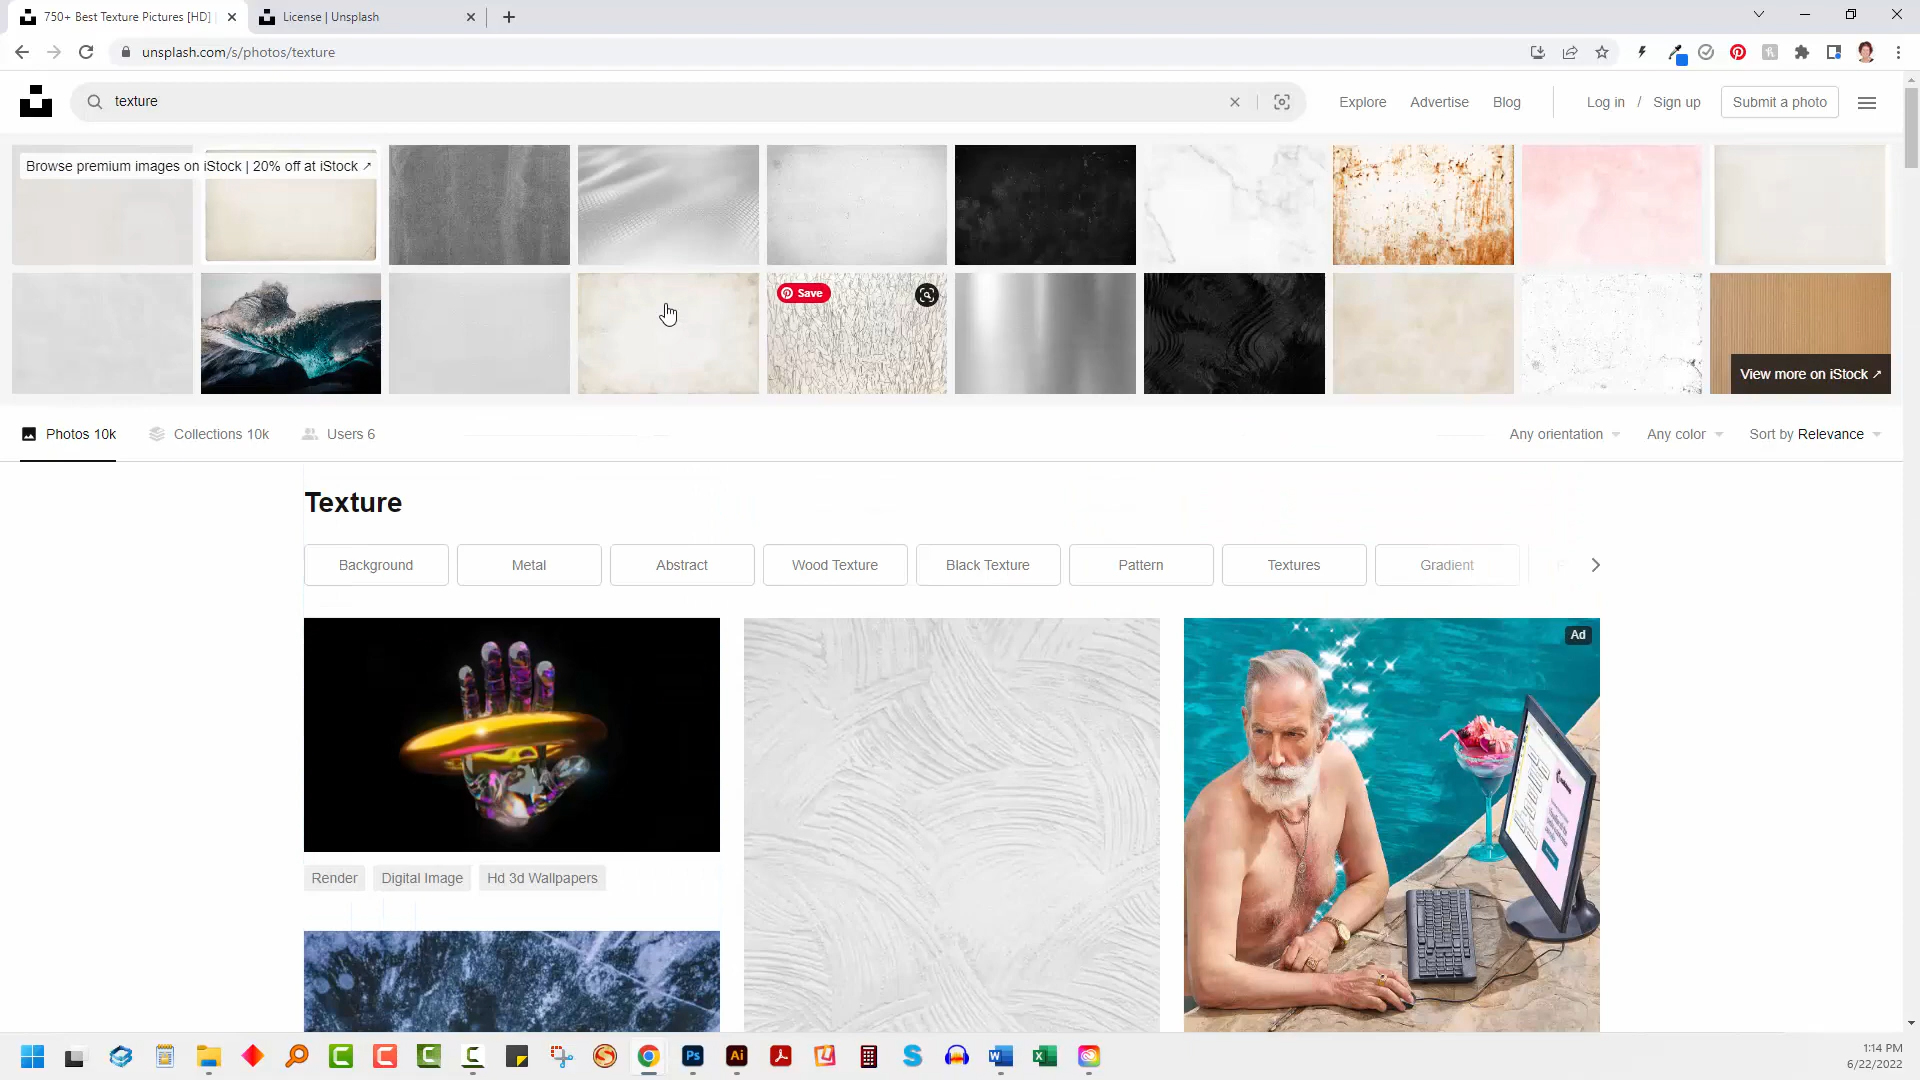 750+ Best Texture Pictures [HD]
License | Unsplash
unsplash.com/s/photos/texture
texture
Explore
Advertise
Blog
Log in / Sign up
Submit a photo
Browse premium images on iStock | 20% off at iStock ↗
Save
View more on iStock ↗
Photos 10k
Collections 10k
Users 6
Any orientation
Any color
Sort by Relevance
Texture
Background
Metal
Abstract
Wood Texture
Black Texture
Pattern
Textures
Gradient
Ad
Render
Digital Image
Hd 3d Wallpapers
Ps
Ai
1:14 PM
6/22/2022